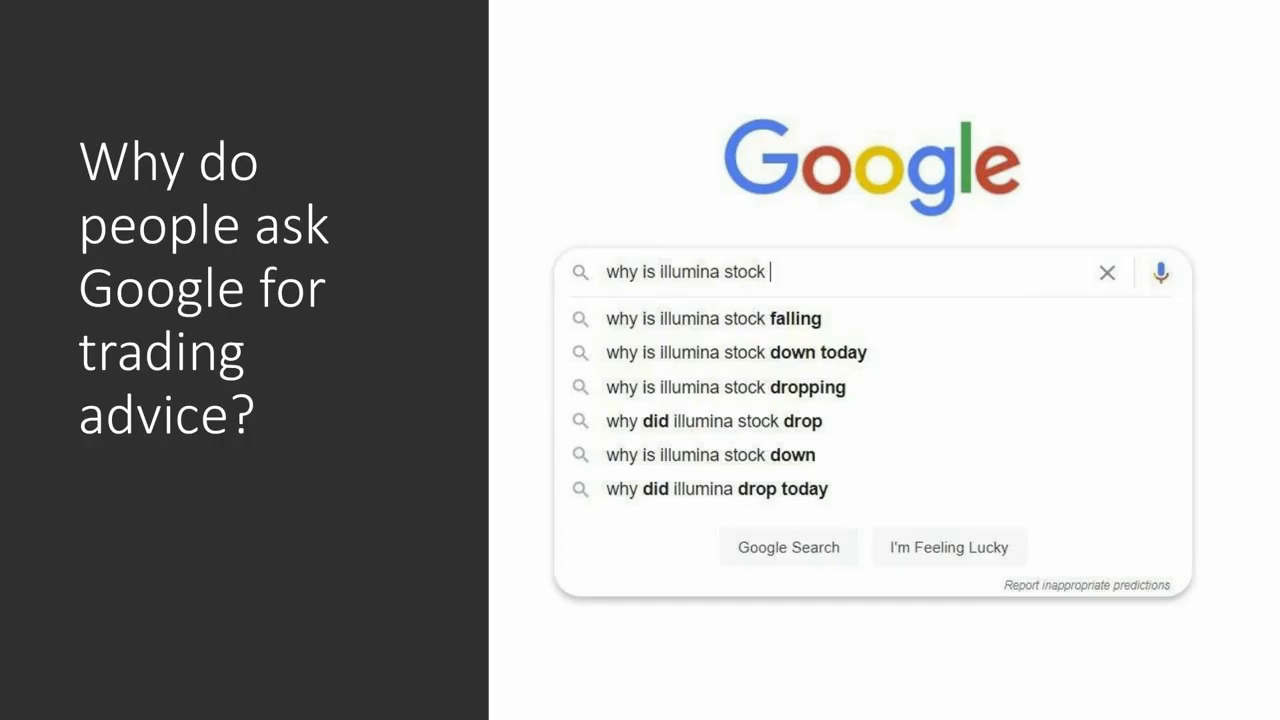 Why do
people ask
Google for
trading
advice?
Google
why is illumina stock
why is illumina stock falling
why is illumina stock down today
why is illumina stock dropping
why did illumina stock drop
why is illumina stock down
why did illumina drop today
Google Search
I'm Feeling Lucky
Report inappropriate predictions